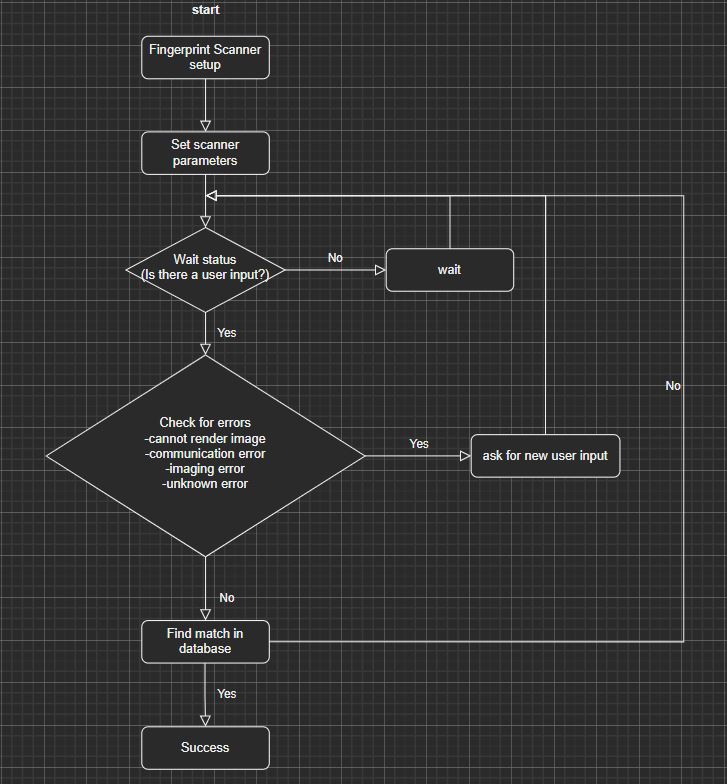 start
Fingerprint Scanner
setup
Set scanner
parameters
Wait status
(Is there a user input?)
No
wait
Yes
No
Check for errors
-cannot render image
-communication error
-imaging error
-unknown error
Yes
ask for new user input
No
Find match in
database
Yes
Success